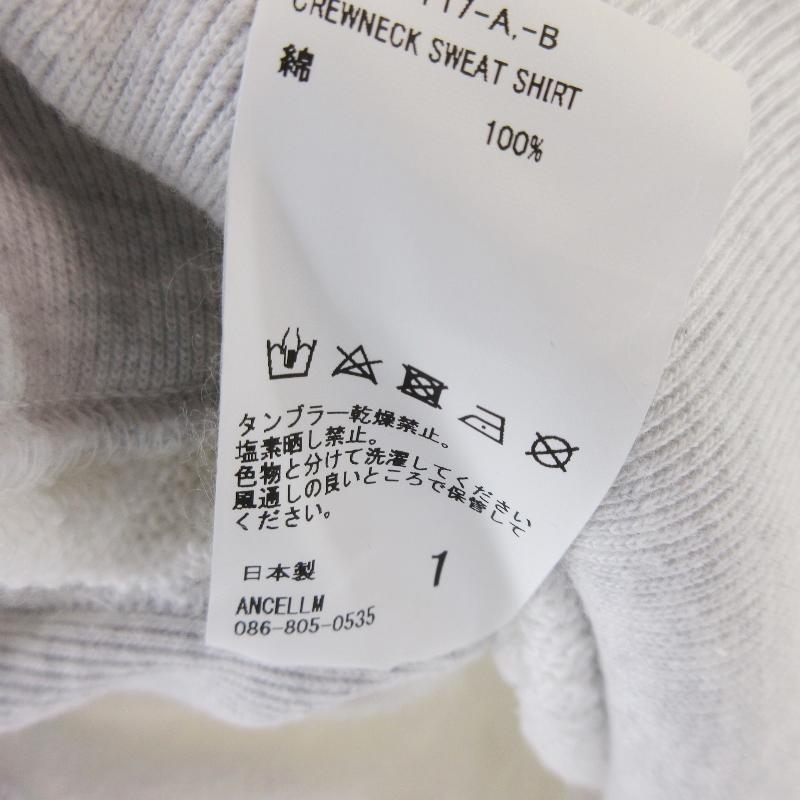 117-A,-B
CREWNECK SWEAT SHIRT
綿
100%
タンブラー乾燥禁止。
塩素晒し禁止。
色物と分けて洗濯してください
風通しの良いところで保管して
ください。
日本製
1
ANCELLM
086-805-0535